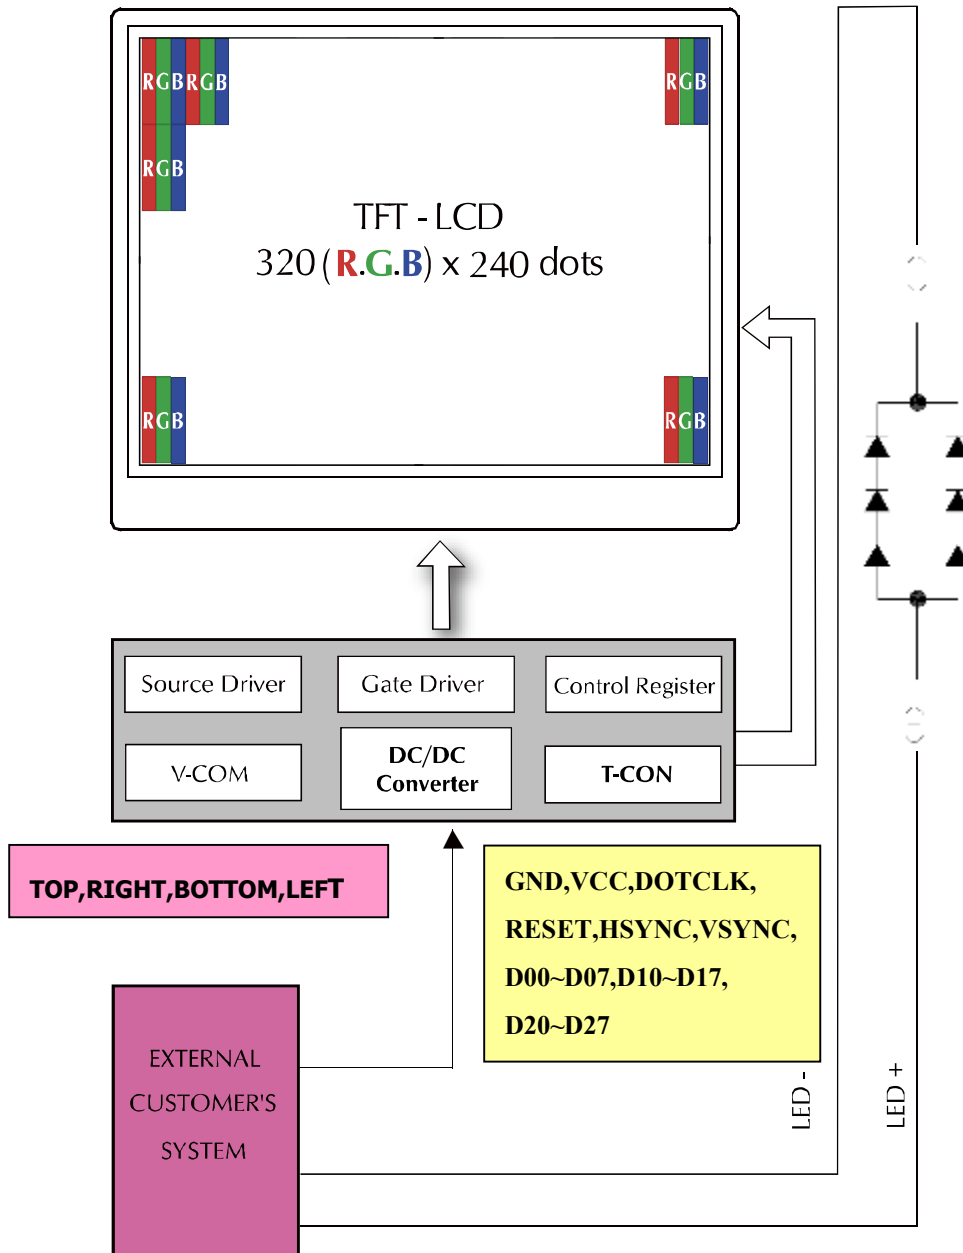 RGBRGB
RGB
RGB
TFT - LCD
320 (R.G.B) x 240 dots
RGB
RGB
Source Driver
Gate Driver
Control Register
V-COM
DC/DC
Converter
T-CON
TOP,RIGHT,BOTTOM,LEFT
GND,VCC,DOTCLK,
RESET,HSYNC,VSYNC,
D00~D07,D10~D17,
D20~D27
EXTERNAL
CUSTOMER'S
SYSTEM
LED -
LED +